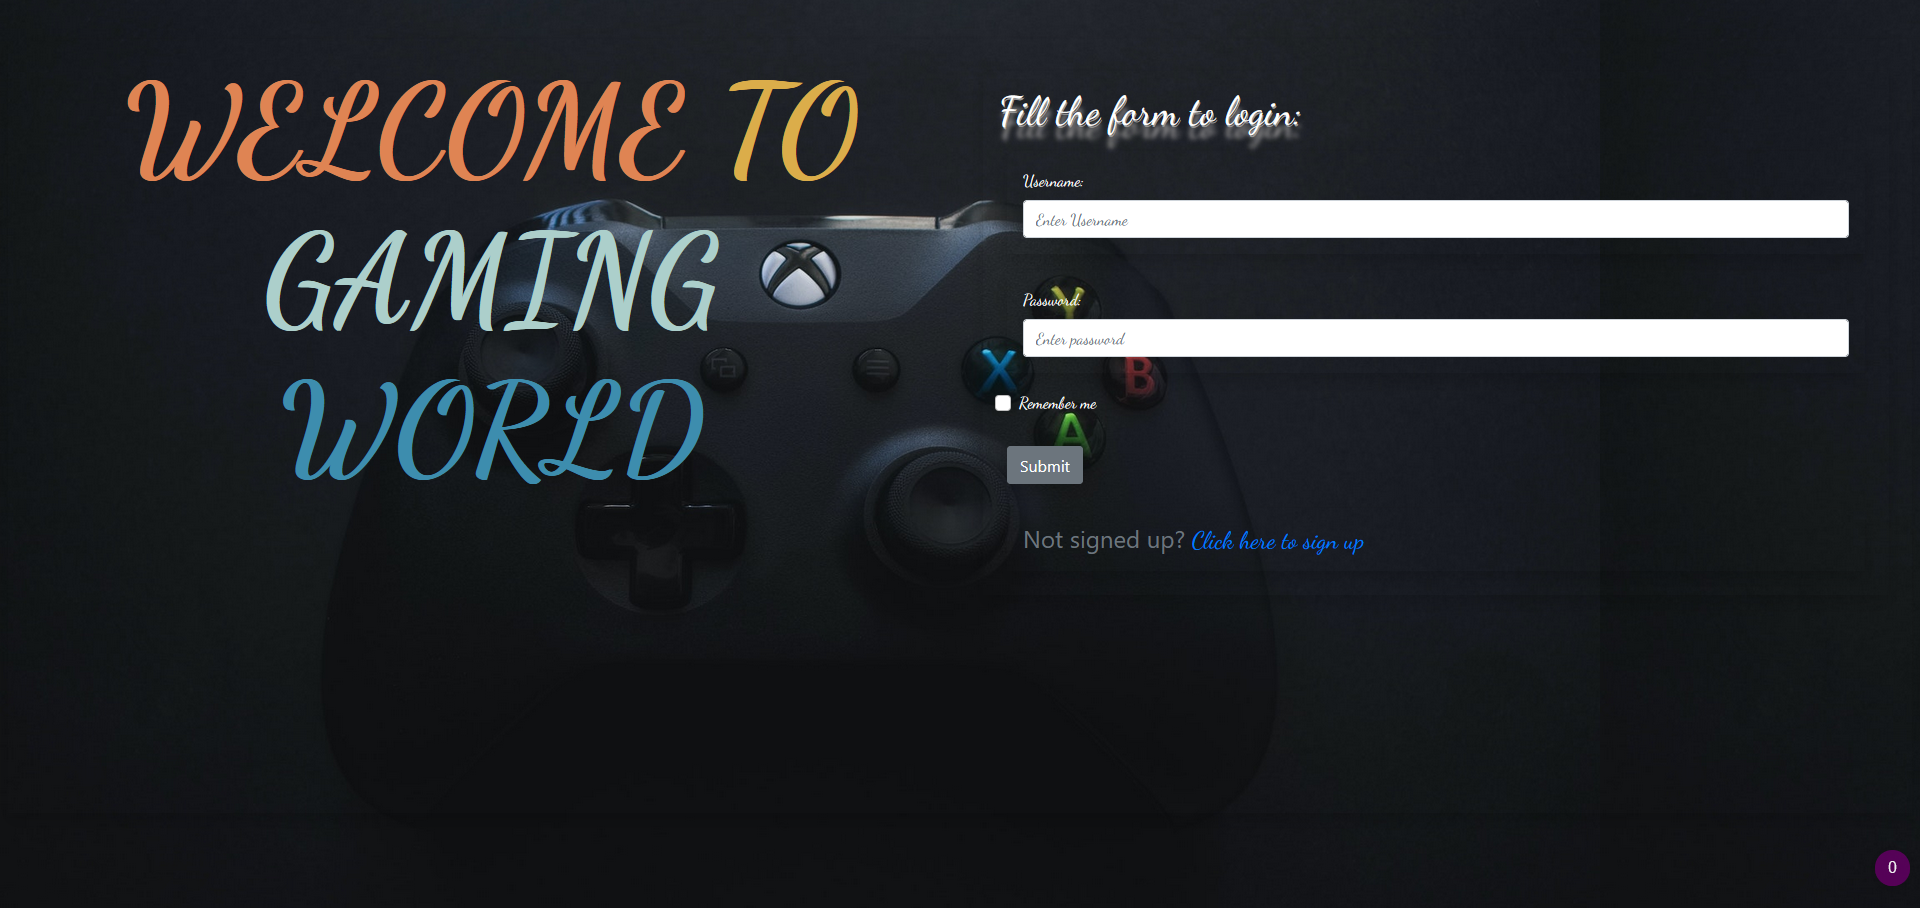 WELCOME TO
GAMING
WORLD
Fill the form to login:
Username:
Enter Username
Password:
Enter password
Remember me
Submit
Not signed up? Click here to sign up
Y
X
B
A
0